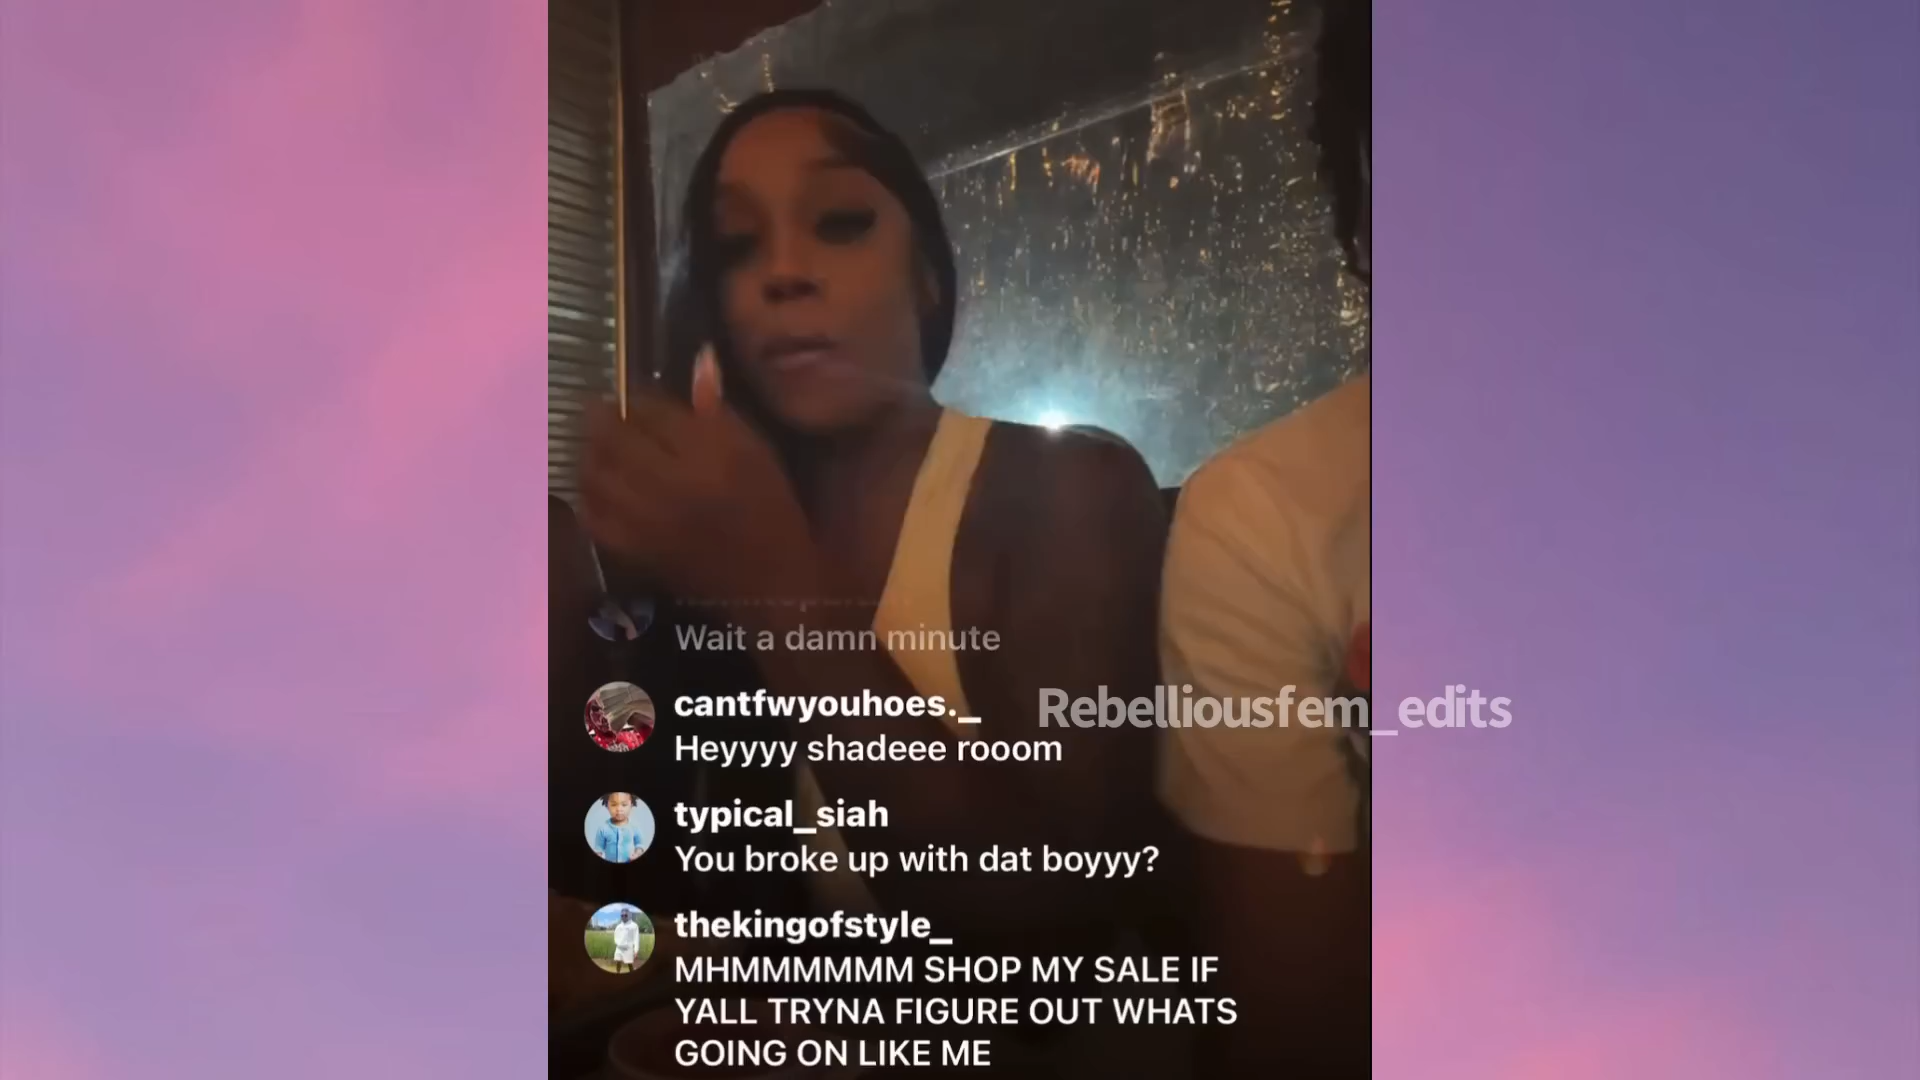 Wait a damn minute
cantfwyouhoes._
Rebelliousfem_edits
Heyyyy shadeee rooom
typical_siah
You broke up with dat boyyy?
thekingofstyle_
MHMMMMMM SHOP MY SALE IF
YALL TRYNA FIGURE OUT WHATS
GOING ON LIKE ME